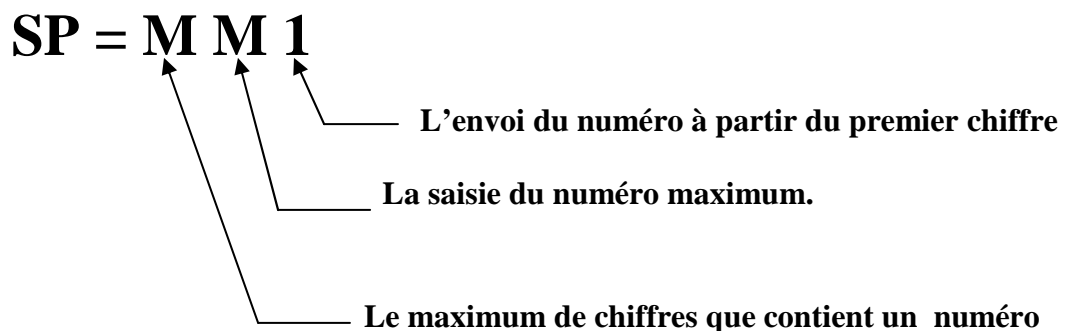 SP = M M 1
L’envoi du numéro à partir du premier chiffre
La saisie du numéro maximum.
Le maximum de chiffres que contient un numéro